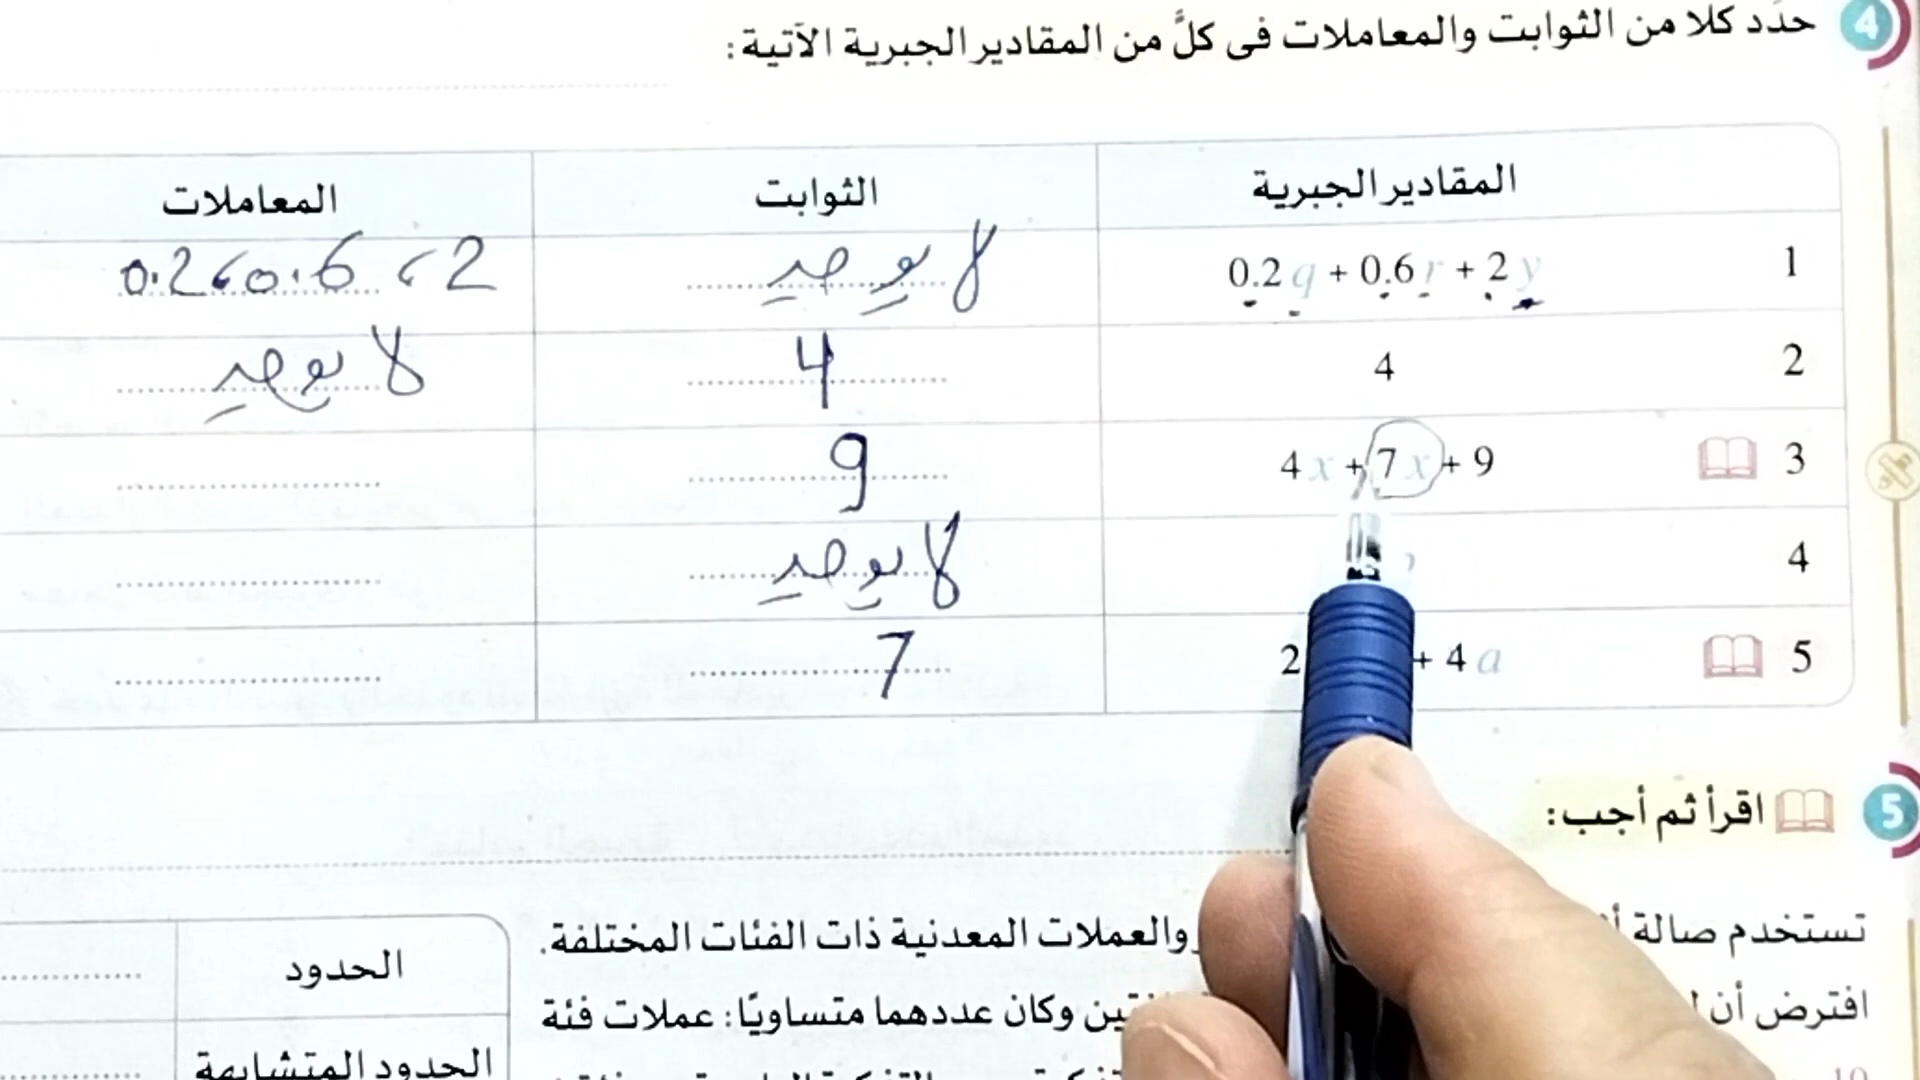 4 حدّد كلا من الثوابت والمعاملات فى كلَّ من المقادير الجبرية الآتية:
المقادير الجبرية الثوابت المعاملات
1 0.2 q + 0.6 r + 2 y لا يوجد 0.2 ، 0.6 ، 2
2 4 4 لا يوجد
3 4 x + 7 x + 9 9
4 لا يوجد
5 2 + 4 a 7
5 اقرأ ثم أجب:
تستخدم صالة والعملات المعدنية ذات الفئات المختلفة.
افترض أن وكان عددهما متساويًا: عملات فئة
الحدود
الحدود المتشابهة